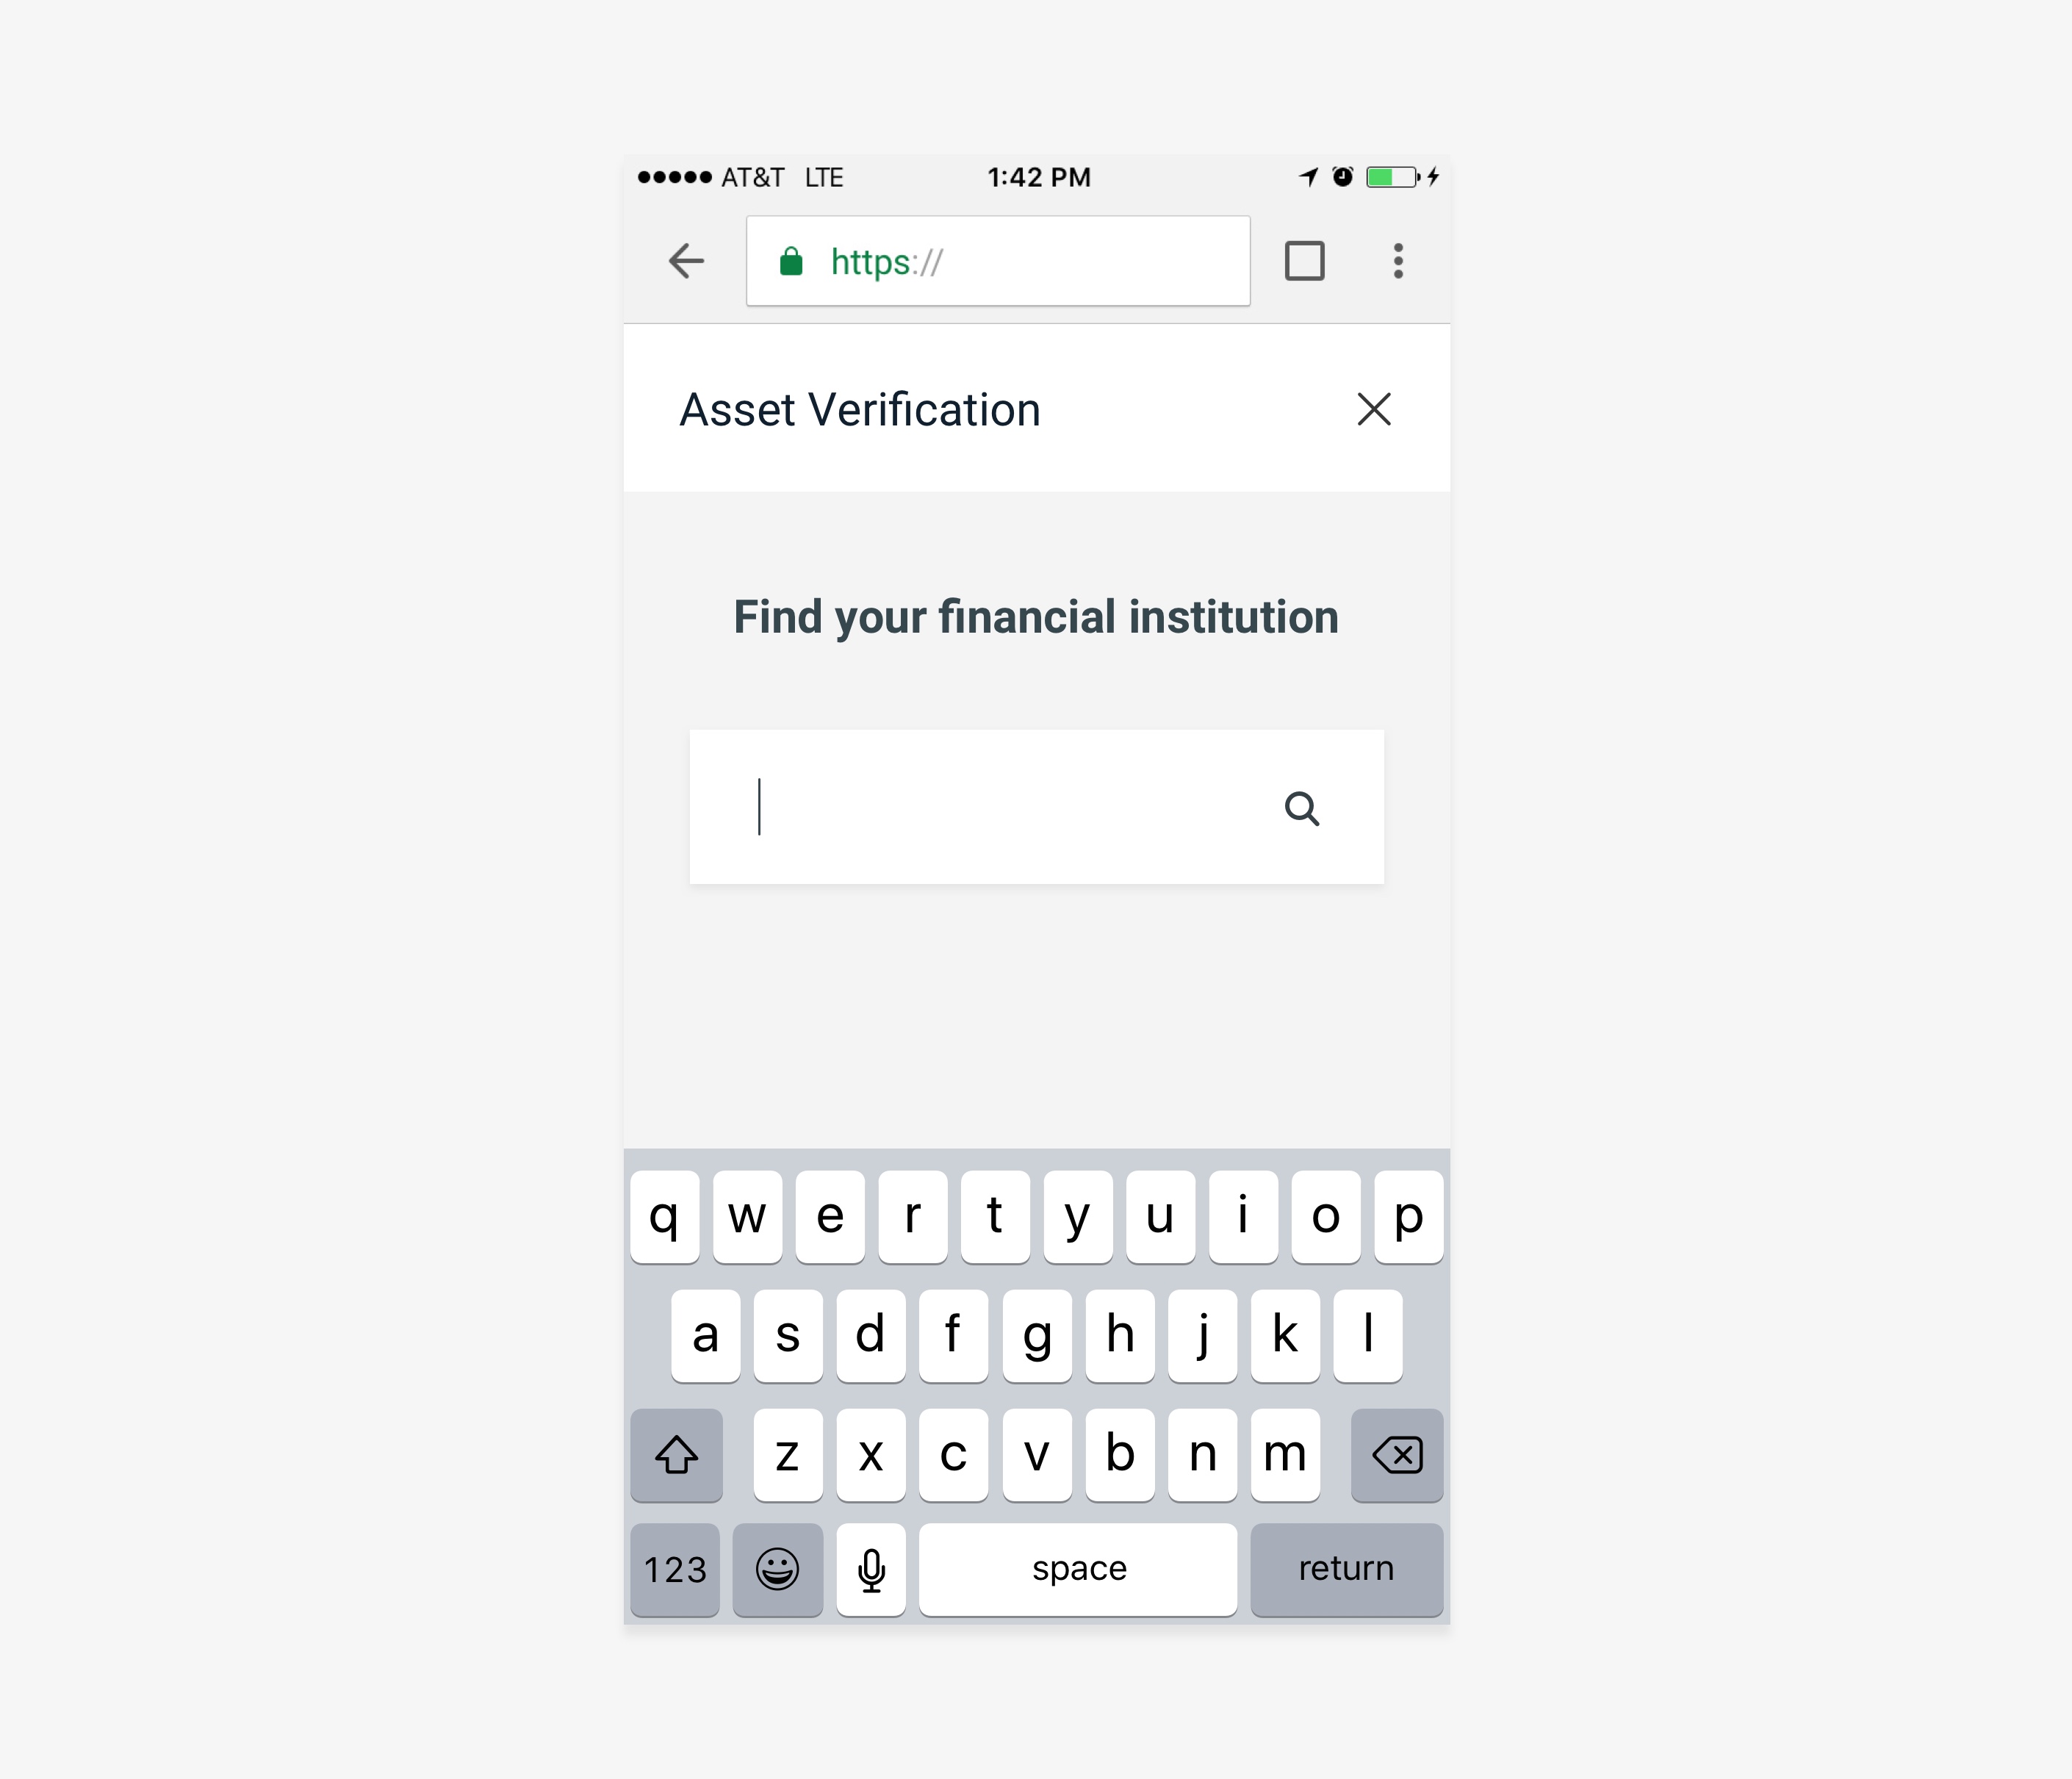 AT&T LTE 1:42 PM
https://
Asset Verification
Find your financial institution
q w e r t y u i o p
a s d f g h j k l
z x c v b n m
123 space return